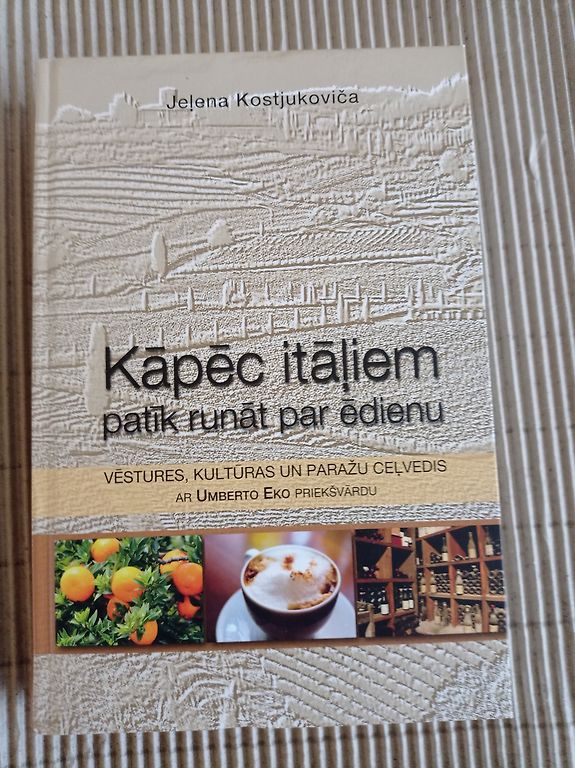 Jeļena Kostjukoviča
Kāpēc itāļiem
patīk runāt par ēdienu
VĒSTURES, KULTŪRAS UN PARAŽU CEĻVEDIS
AR UMBERTO EKO PRIEKŠVĀRDU